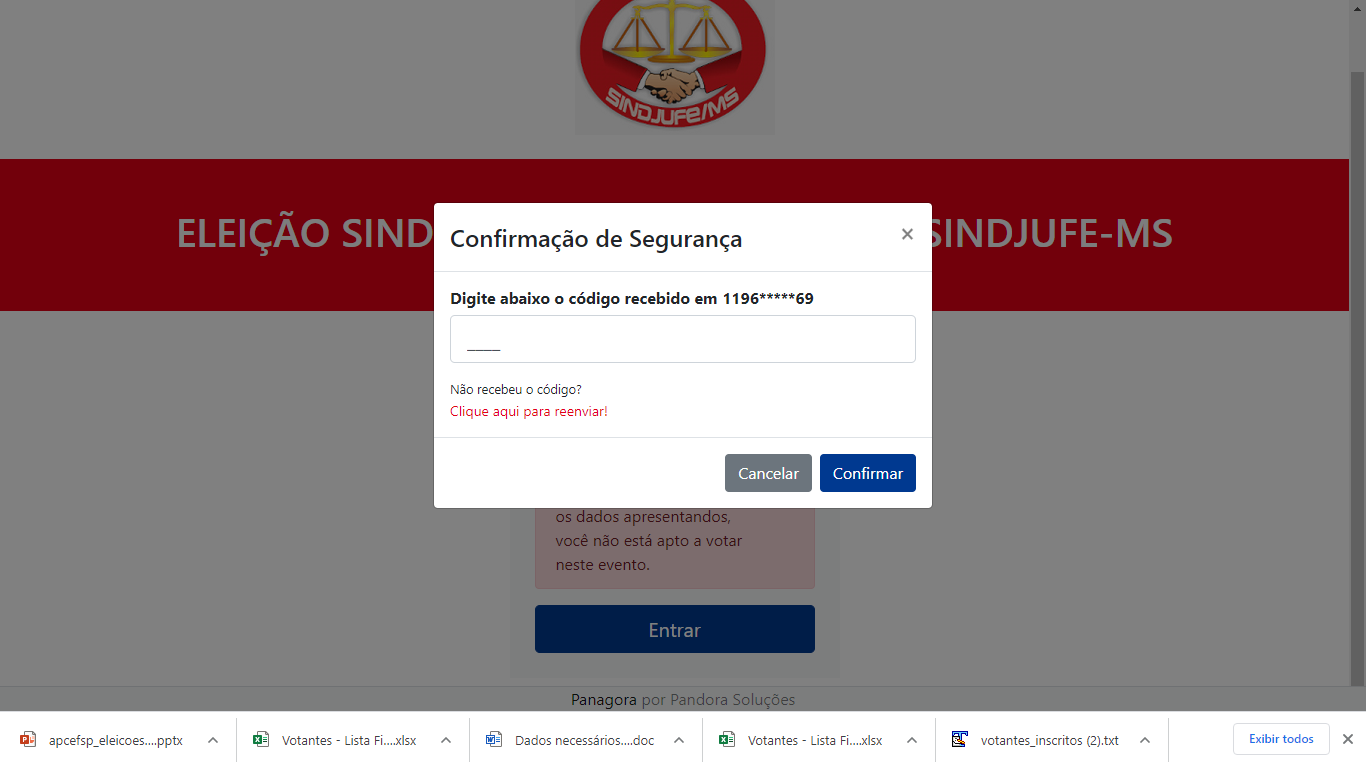 SINDJUFE/MS
ELEIÇÃO SIND
SINDJUFE-MS
Confirmação de Segurança
×
Digite abaixo o código recebido em 1196*****69
____
Não recebeu o código?
Clique aqui para reenviar!
Cancelar
Confirmar
os dados apresentandos,
você não está apto a votar
neste evento.
Entrar
Panagora por Pandora Soluções
apcefsp_eleicoes....pptx
Votantes - Lista Fi....xlsx
Dados necessários....doc
Votantes - Lista Fi....xlsx
votantes_inscritos (2).txt
Exibir todos